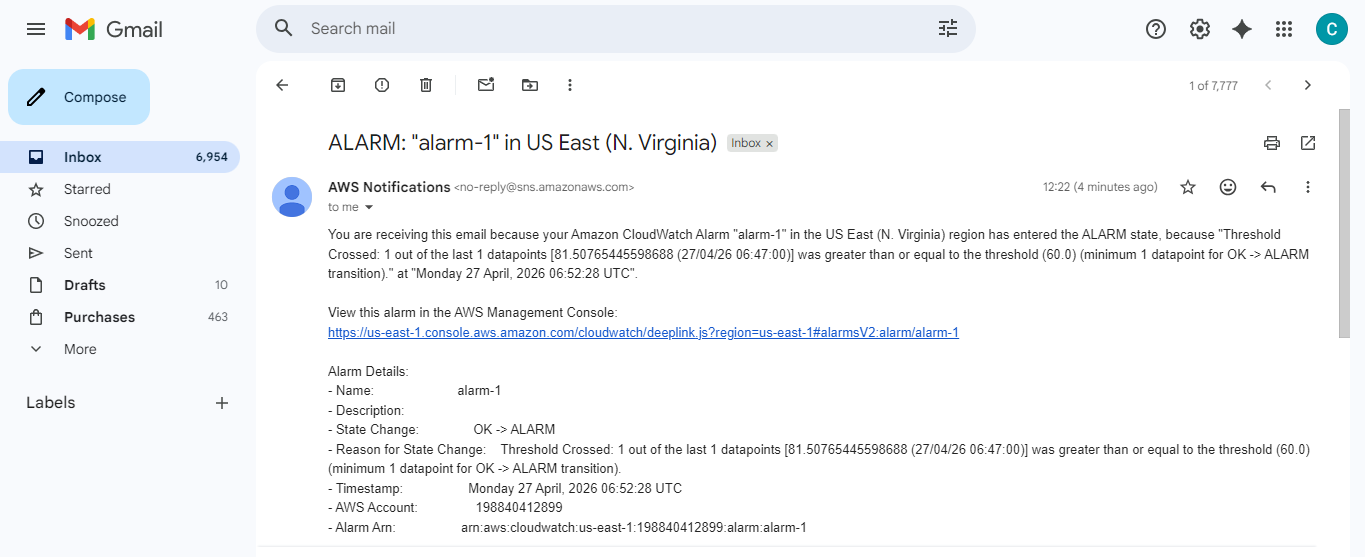 Gmail
Search mail
C
Compose
1 of 7,777
ALARM: "alarm-1" in US East (N. Virginia) Inbox ×
Inbox 6,954
AWS Notifications <no-reply@sns.amazonaws.com> 12:22 (4 minutes ago)
Starred
to me
Snoozed
Sent
Drafts 10
Purchases 463
More
Labels
You are receiving this email because your Amazon CloudWatch Alarm "alarm-1" in the US East (N. Virginia) region has entered the ALARM state, because "Threshold
Crossed: 1 out of the last 1 datapoints [81.50765445598688 (27/04/26 06:47:00)] was greater than or equal to the threshold (60.0) (minimum 1 datapoint for OK -> ALARM
transition)." at "Monday 27 April, 2026 06:52:28 UTC".
View this alarm in the AWS Management Console:
https://us-east-1.console.aws.amazon.com/cloudwatch/deeplink.js?region=us-east-1#alarmsV2:alarm/alarm-1
Alarm Details:
- Name: alarm-1
- Description:
- State Change: OK -> ALARM
- Reason for State Change: Threshold Crossed: 1 out of the last 1 datapoints [81.50765445598688 (27/04/26 06:47:00)] was greater than or equal to the threshold (60.0)
(minimum 1 datapoint for OK -> ALARM transition).
- Timestamp: Monday 27 April, 2026 06:52:28 UTC
- AWS Account: 198840412899
- Alarm Arn: arn:aws:cloudwatch:us-east-1:198840412899:alarm:alarm-1